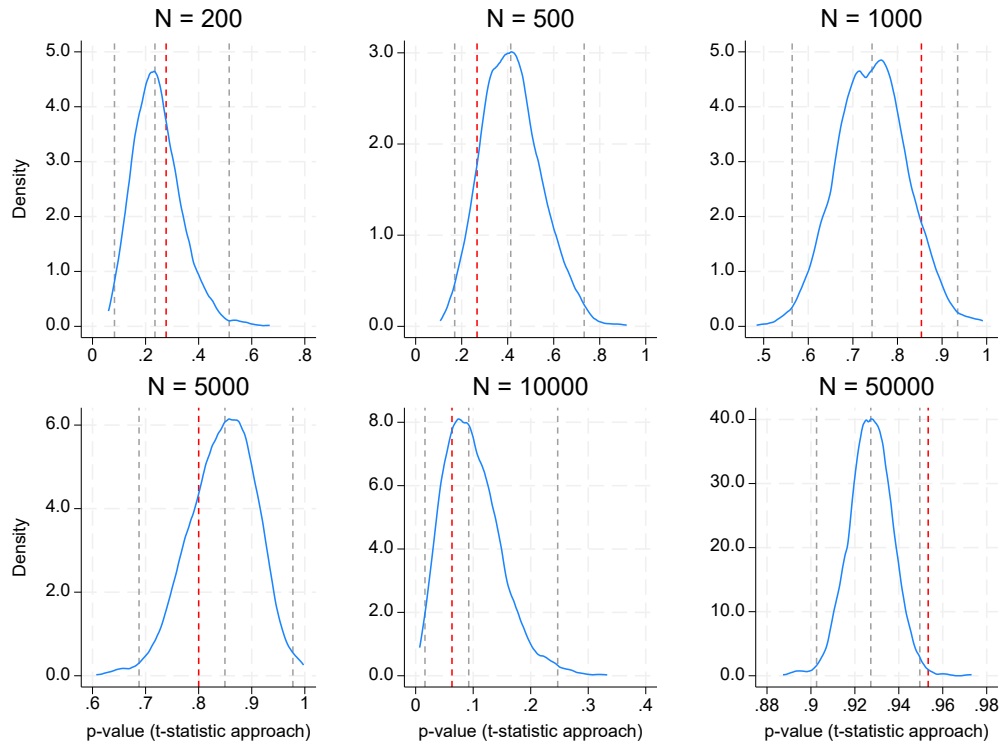 N = 200
5.0
4.0
3.0
2.0
1.0
0.0
Density
0 .2 .4 .6 .8
N = 500
3.0
2.0
1.0
0.0
0 .2 .4 .6 .8 1
N = 1000
5.0
4.0
3.0
2.0
1.0
0.0
.5 .6 .7 .8 .9 1
N = 5000
6.0
4.0
2.0
0.0
Density
.6 .7 .8 .9 1
p-value (t-statistic approach)
N = 10000
8.0
6.0
4.0
2.0
0.0
0 .1 .2 .3 .4
p-value (t-statistic approach)
N = 50000
40.0
30.0
20.0
10.0
0.0
.88 .9 .92 .94 .96 .98
p-value (t-statistic approach)